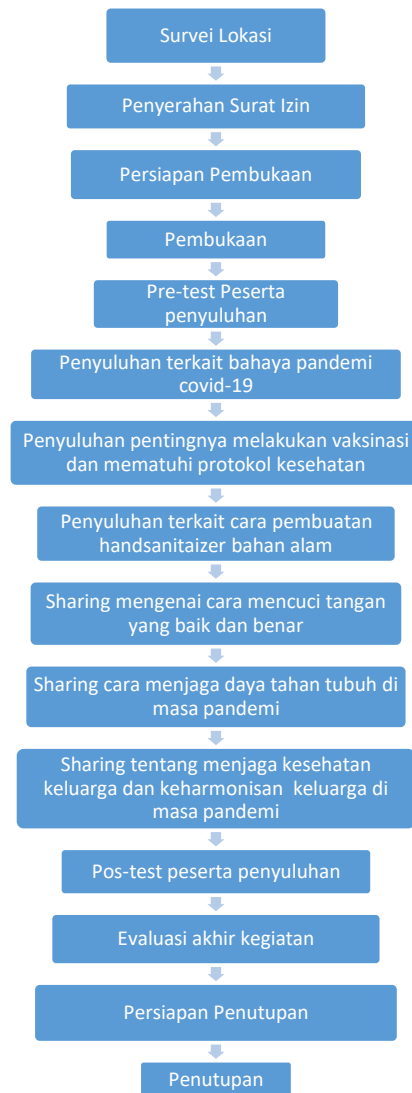 Survei Lokasi
Penyerahan Surat Izin
Persiapan Pembukaan
Pembukaan
Pre-test Peserta
penyuluhan
Penyuluhan terkait bahaya pandemi
covid-19
Penyuluhan pentingnya melakukan vaksinasi
dan mematuhi protokol kesehatan
Penyuluhan terkait cara pembuatan
handsanitaizer bahan alam
Sharing mengenai cara mencuci tangan
yang baik dan benar
Sharing cara menjaga daya tahan tubuh di
masa pandemi
Sharing tentang menjaga kesehatan
keluarga dan keharmonisan keluarga di
masa pandemi
Pos-test peserta penyuluhan
Evaluasi akhir kegiatan
Persiapan Penutupan
Penutupan